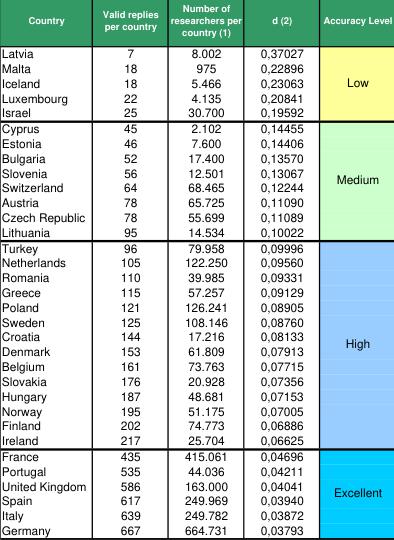 Country Valid replies per country Number of researchers per country (1) d (2) Accuracy Level
Latvia 7 8.002 0,37027
Malta 18 975 0,22896
Iceland 18 5.466 0,23063 Low
Luxembourg 22 4.135 0,20841
Israel 25 30.700 0,19592
Cyprus 45 2.102 0,14455
Estonia 46 7.600 0,14406
Bulgaria 52 17.400 0,13570
Slovenia 56 12.501 0,13067 Medium
Switzerland 64 68.465 0,12244
Austria 78 65.725 0,11090
Czech Republic 78 55.699 0,11089
Lithuania 95 14.534 0,10022
Turkey 96 79.958 0,09996
Netherlands 105 122.250 0,09560
Romania 110 39.985 0,09331
Greece 115 57.257 0,09129
Poland 121 126.241 0,08905
Sweden 125 108.146 0,08760
Croatia 144 17.216 0,08133 High
Denmark 153 61.809 0,07913
Belgium 161 73.763 0,07715
Slovakia 176 20.928 0,07356
Hungary 187 48.681 0,07153
Norway 195 51.175 0,07005
Finland 202 74.773 0,06886
Ireland 217 25.704 0,06625
France 435 415.061 0,04696
Portugal 535 44.036 0,04211
United Kingdom 586 163.000 0,04041 Excellent
Spain 617 249.969 0,03940
Italy 639 249.782 0,03872
Germany 667 664.731 0,03793